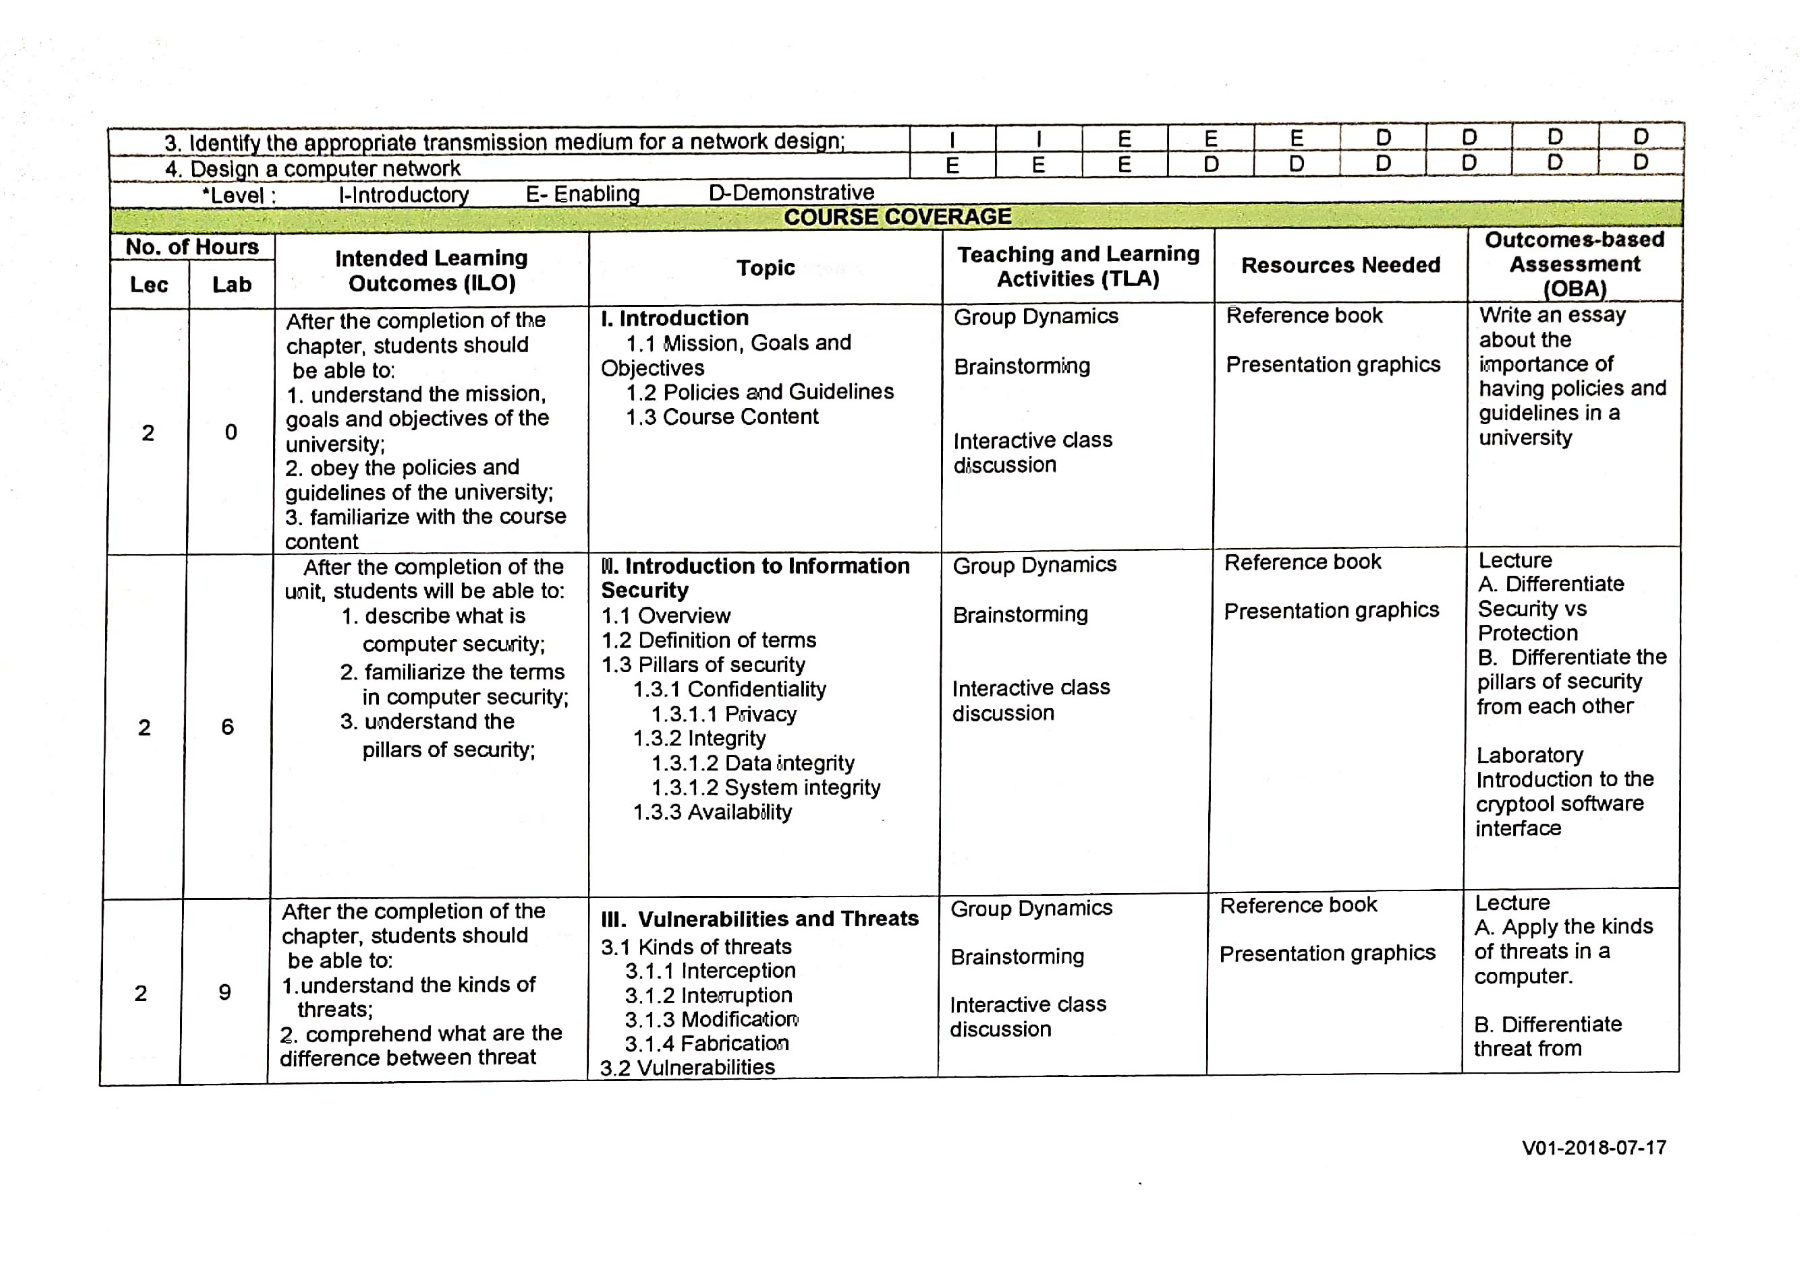 3. Identify the appropriate transmission medium for a network design; I I E E E D D D D
4. Design a computer network E E E D D D D D D
*Level : I-Introductory E- Enabling D-Demonstrative
COURSE COVERAGE
No. of Hours
Lec Lab
Intended Learning
Outcomes (ILO)
Topic
Teaching and Learning
Activities (TLA)
Resources Needed
Outcomes-based
Assessment
(OBA)
2
0
After the completion of the
chapter, students should
be able to:
1. understand the mission,
goals and objectives of the
university;
2. obey the policies and
guidelines of the university;
3. familiarize with the course
content
I. Introduction
1.1 Mission, Goals and
Objectives
1.2 Policies and Guidelines
1.3 Course Content
Group Dynamics
Brainstorming
Interactive class
discussion
Reference book
Presentation graphics
Write an essay
about the
importance of
having policies and
guidelines in a
university
2
6
After the completion of the
unit, students will be able to:
1. describe what is
computer security;
2. familiarize the terms
in computer security;
3. understand the
pillars of security;
II. Introduction to Information
Security
1.1 Overview
1.2 Definition of terms
1.3 Pillars of security
1.3.1 Confidentiality
1.3.1.1 Privacy
1.3.2 Integrity
1.3.1.2 Data integrity
1.3.1.2 System integrity
1.3.3 Availability
Group Dynamics
Brainstorming
Interactive class
discussion
Reference book
Presentation graphics
Lecture
A. Differentiate
Security vs
Protection
B. Differentiate the
pillars of security
from each other
Laboratory
Introduction to the
cryptool software
interface
2
9
After the completion of the
chapter, students should
be able to:
1.understand the kinds of
threats;
2. comprehend what are the
difference between threat
III. Vulnerabilities and Threats
3.1 Kinds of threats
3.1.1 Interception
3.1.2 Interruption
3.1.3 Modification
3.1.4 Fabrication
3.2 Vulnerabilities
Group Dynamics
Brainstorming
Interactive class
discussion
Reference book
Presentation graphics
Lecture
A. Apply the kinds
of threats in a
computer.
B. Differentiate
threat from
V01-2018-07-17